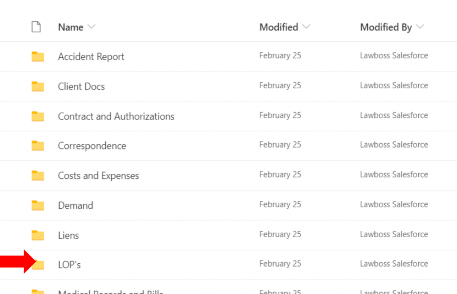 Name Modified Modified By
Accident Report February 25 Lawboss Salesforce
Client Docs February 25 Lawboss Salesforce
Contract and Authorizations February 25 Lawboss Salesforce
Correspondence February 25 Lawboss Salesforce
Costs and Expenses February 25 Lawboss Salesforce
Demand February 25 Lawboss Salesforce
Liens February 25 Lawboss Salesforce
LOP's February 25 Lawboss Salesforce
Medical Records and Bills February 25 Lawboss Salesforce